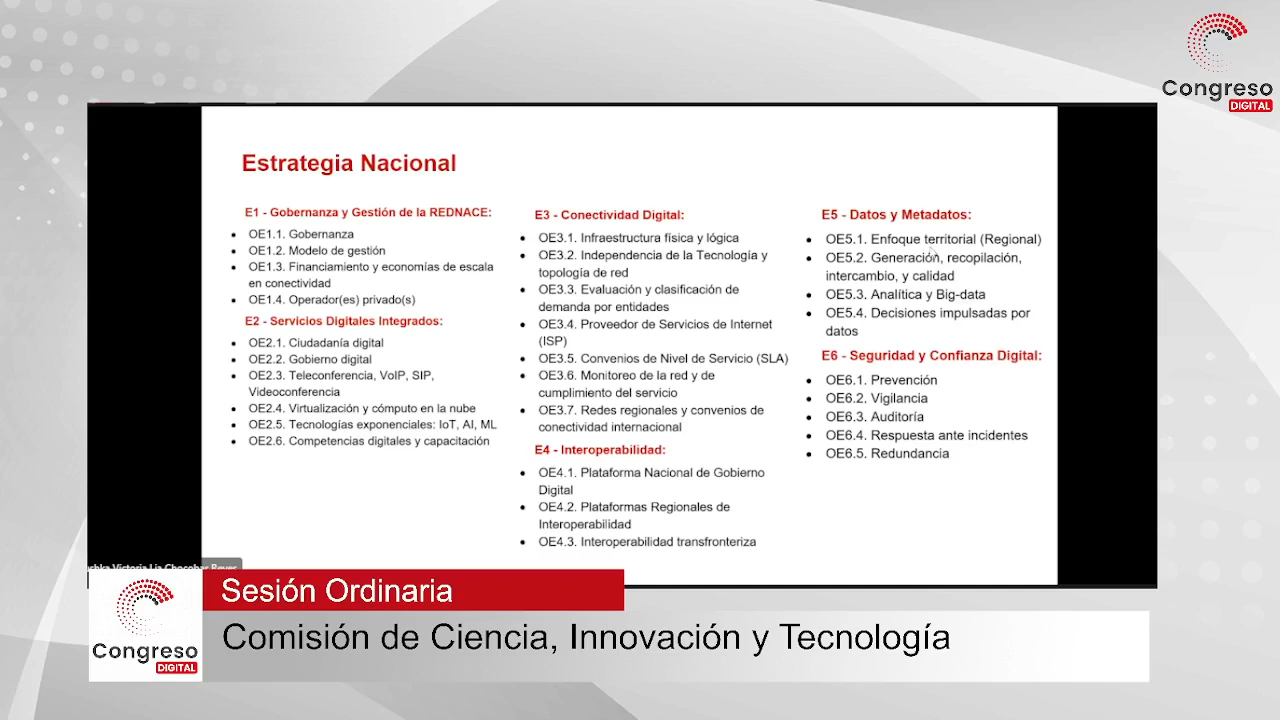 Congreso
DIGITAL
Estrategia Nacional
E1 - Gobernanza y Gestión de la REDNACE:
OE1.1. Gobernanza
OE1.2. Modelo de gestión
OE1.3. Financiamiento y economías de escala
en conectividad
OE1.4. Operador(es) privado(s)
E2 - Servicios Digitales Integrados:
OE2.1. Ciudadanía digital
OE2.2. Gobierno digital
OE2.3. Teleconferencia, VoIP, SIP,
Videoconferencia
OE2.4. Virtualización y cómputo en la nube
OE2.5. Tecnologías exponenciales: IoT, AI, ML
OE2.6. Competencias digitales y capacitación
E3 - Conectividad Digital:
OE3.1. Infraestructura física y lógica
OE3.2. Independencia de la Tecnología y
topología de red
OE3.3. Evaluación y clasificación de
demanda por entidades
OE3.4. Proveedor de Servicios de Internet
(ISP)
OE3.5. Convenios de Nivel de Servicio (SLA)
OE3.6. Monitoreo de la red y de
cumplimiento del servicio
OE3.7. Redes regionales y convenios de
conectividad internacional
E4 - Interoperabilidad:
OE4.1. Plataforma Nacional de Gobierno
Digital
OE4.2. Plataformas Regionales de
Interoperabilidad
OE4.3. Interoperabilidad transfronteriza
E5 - Datos y Metadatos:
OE5.1. Enfoque territorial (Regional)
OE5.2. Generación, recopilación,
intercambio, y calidad
OE5.3. Analítica y Big-data
OE5.4. Decisiones impulsadas por
datos
E6 - Seguridad y Confianza Digital:
OE6.1. Prevención
OE6.2. Vigilancia
OE6.3. Auditoría
OE6.4. Respuesta ante incidentes
OE6.5. Redundancia
Victoria Lia
Congreso
DIGITAL
Sesión Ordinaria
Comisión de Ciencia, Innovación y Tecnología